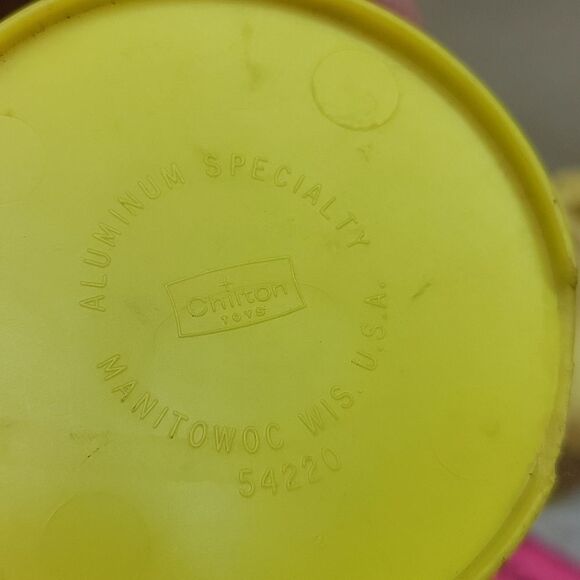 ALUMINUM SPECIALTY
Chilton
TOYS
MANITOWOC WIS. U.S.A.
54220